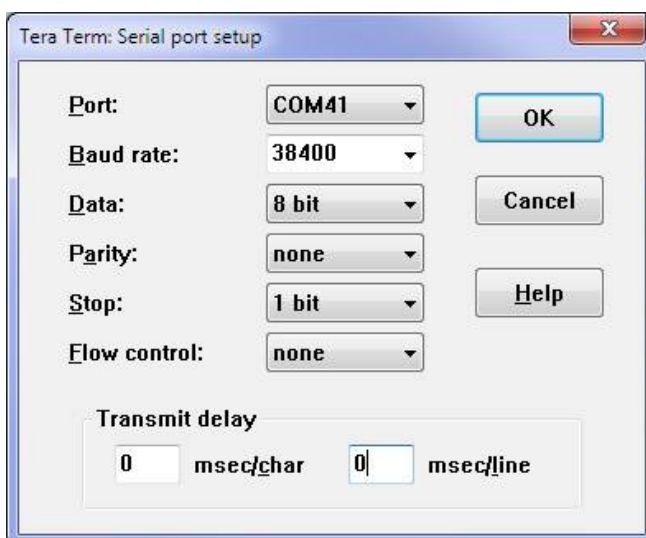 Tera Term: Serial port setup
Port: COM41
OK
Baud rate: 38400
Data: 8 bit
Cancel
Parity: none
Stop: 1 bit
Help
Flow control: none
Transmit delay
0 msec/char 0 msec/line